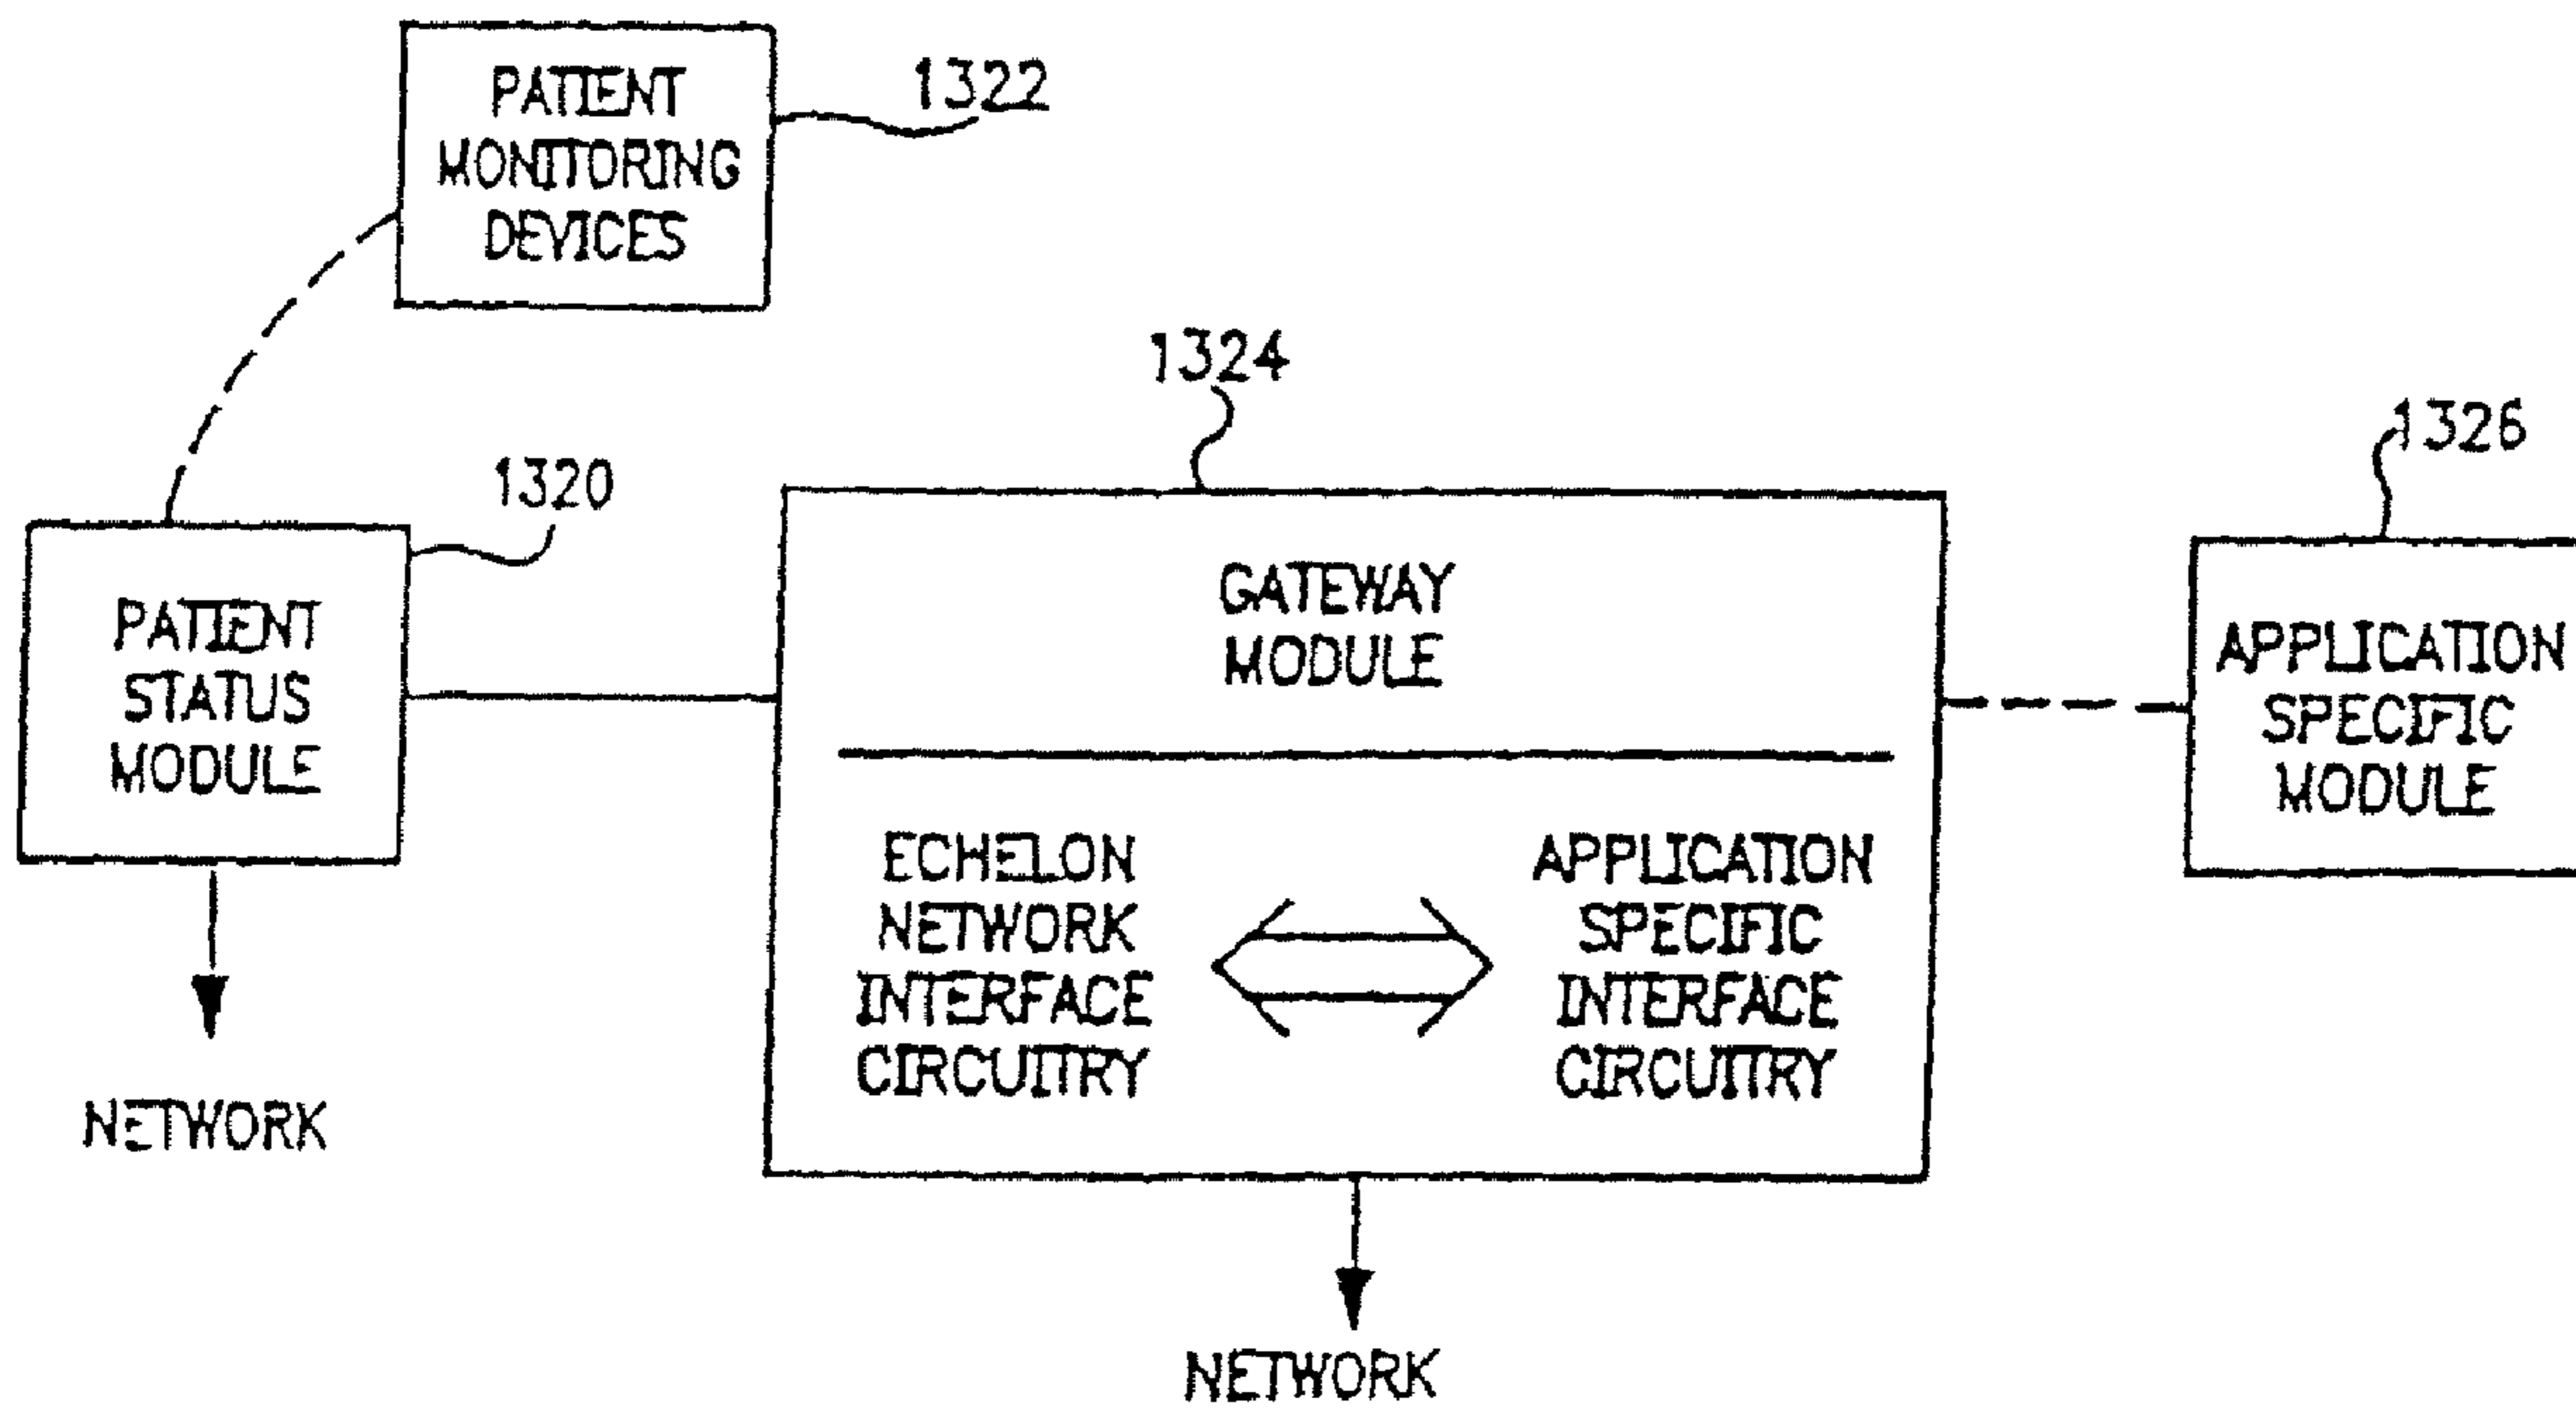 PATIENT
MONITORING
DEVICES
1322
1324
1326
1320
PATIENT
STATUS
MODULE
GATEWAY
MODULE
APPLICATION
SPECIFIC
MODULE
ECHELON
NETWORK
INTERFACE
CIRCUITRY
APPLICATION
SPECIFIC
INTERFACE
CIRCUITRY
NETWORK
NETWORK